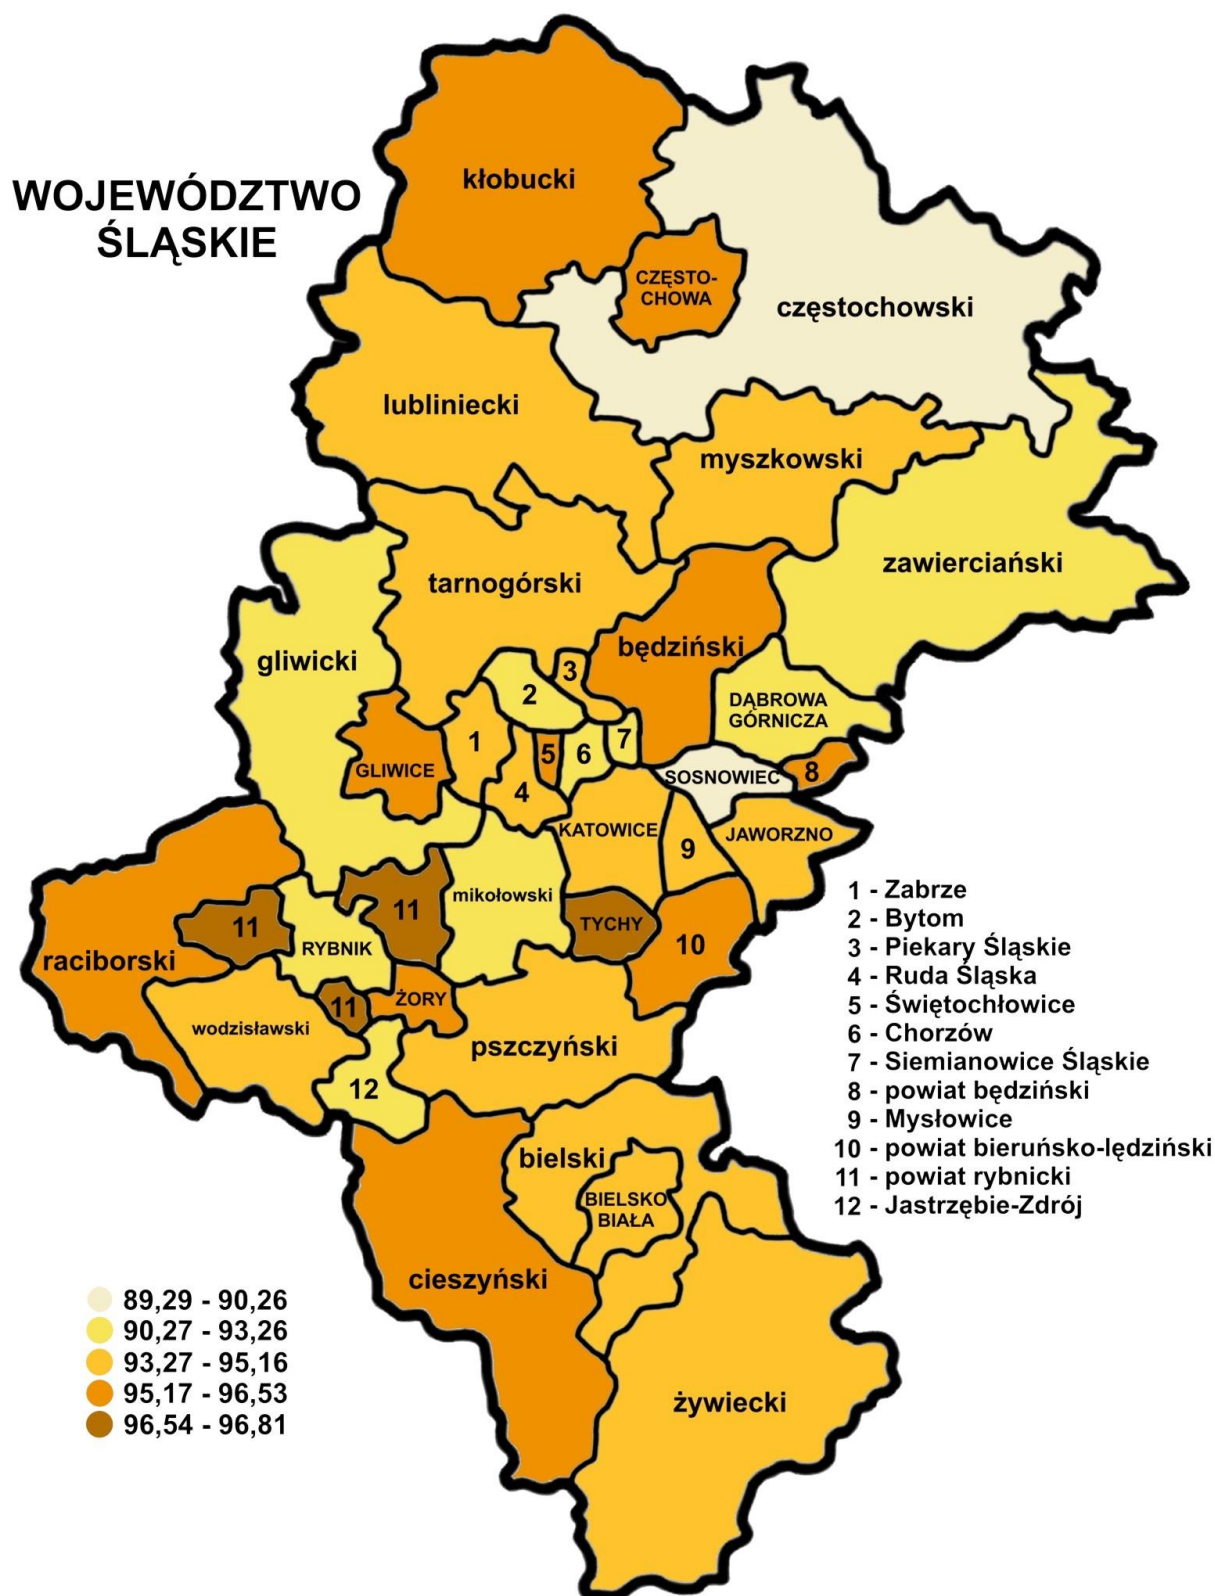 WOJEWÓDZTWO
ŚLĄSKIE
kłobucki
CZĘSTO-
CHOWA
częstochowski
lubliniecki
myszkowski
zawierciański
tarnogórski
będziński
gliwicki
3
2
DĄBROWA
GÓRNICZA
1
7
6
5
GLIWICE
8
SOSNOWIEC
4
KATOWICE
JAWORZNO
9
mikołowski
11
11
TYCHY
RYBNIK
10
raciborski
ŻORY
11
wodzisławski
pszczyński
12
bielski
BIELSKO
BIAŁA
cieszyński
żywiecki
1 - Zabrze
2 - Bytom
3 - Piekary Śląskie
4 - Ruda Śląska
5 - Świętochłowice
6 - Chorzów
7 - Siemianowice Śląskie
8 - powiat będziński
9 - Mysłowice
10 - powiat bieruńsko-lędziński
11 - powiat rybnicki
12 - Jastrzębie-Zdrój
89,29 - 90,26
90,27 - 93,26
93,27 - 95,16
95,17 - 96,53
96,54 - 96,81